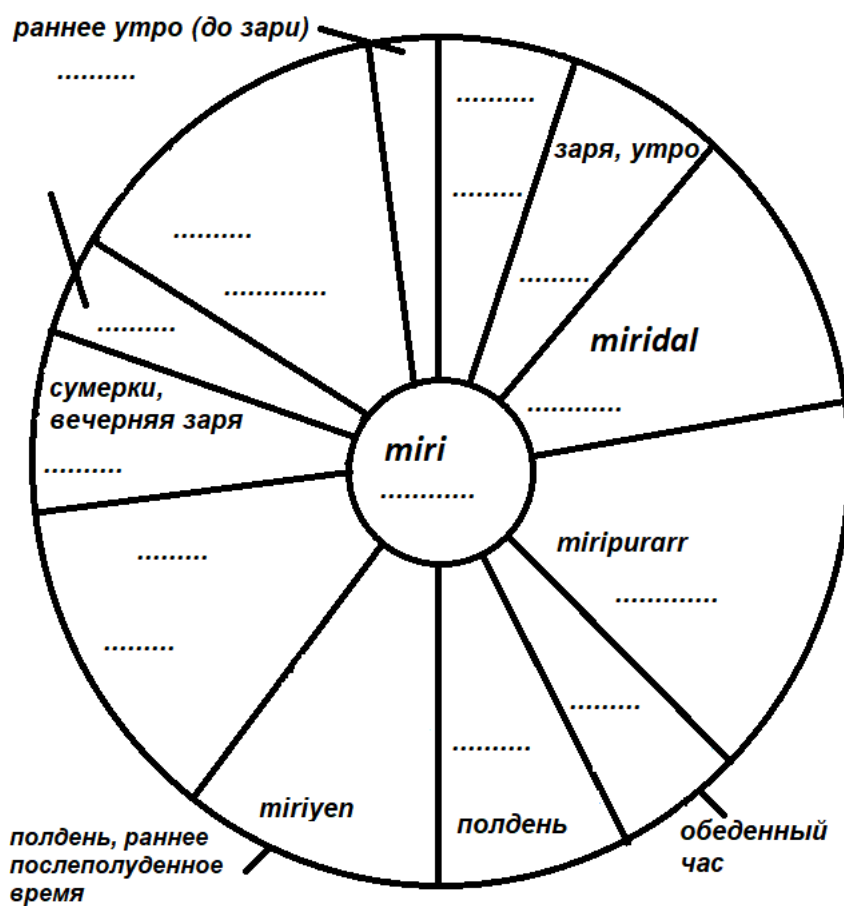 раннее утро (до зари)
..........
..........
.........
заря, утро
.........
miridal
............
..........
.............
..........
сумерки,
вечерняя заря
..........
miri
............
miripurarr
.............
.........
.........
.........
..........
полдень
miriyen
обеденный
час
полдень, раннее
послеполуденное
время